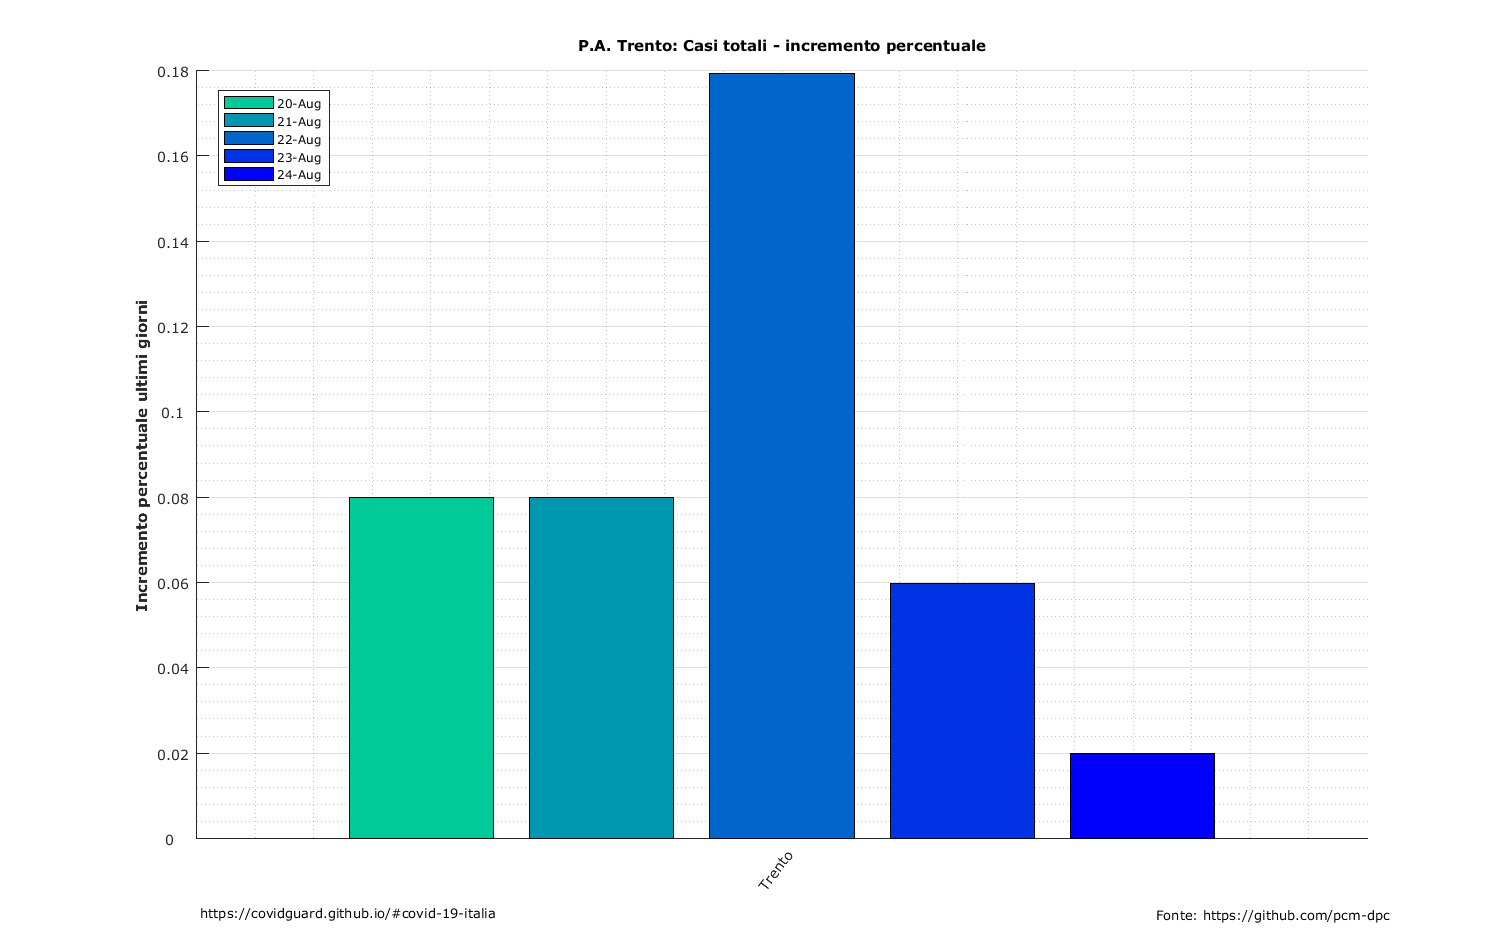 P.A. Trento: Casi totali - incremento percentuale
0.18
0.16
0.14
0.12
0.1
0.08
0.06
0.04
0.02
0
20-Aug
21-Aug
22-Aug
23-Aug
24-Aug
Incremento percentuale ultimi giorni
Trento
https://covidguard.github.io/#covid-19-italia
Fonte: https://github.com/pcm-dpc